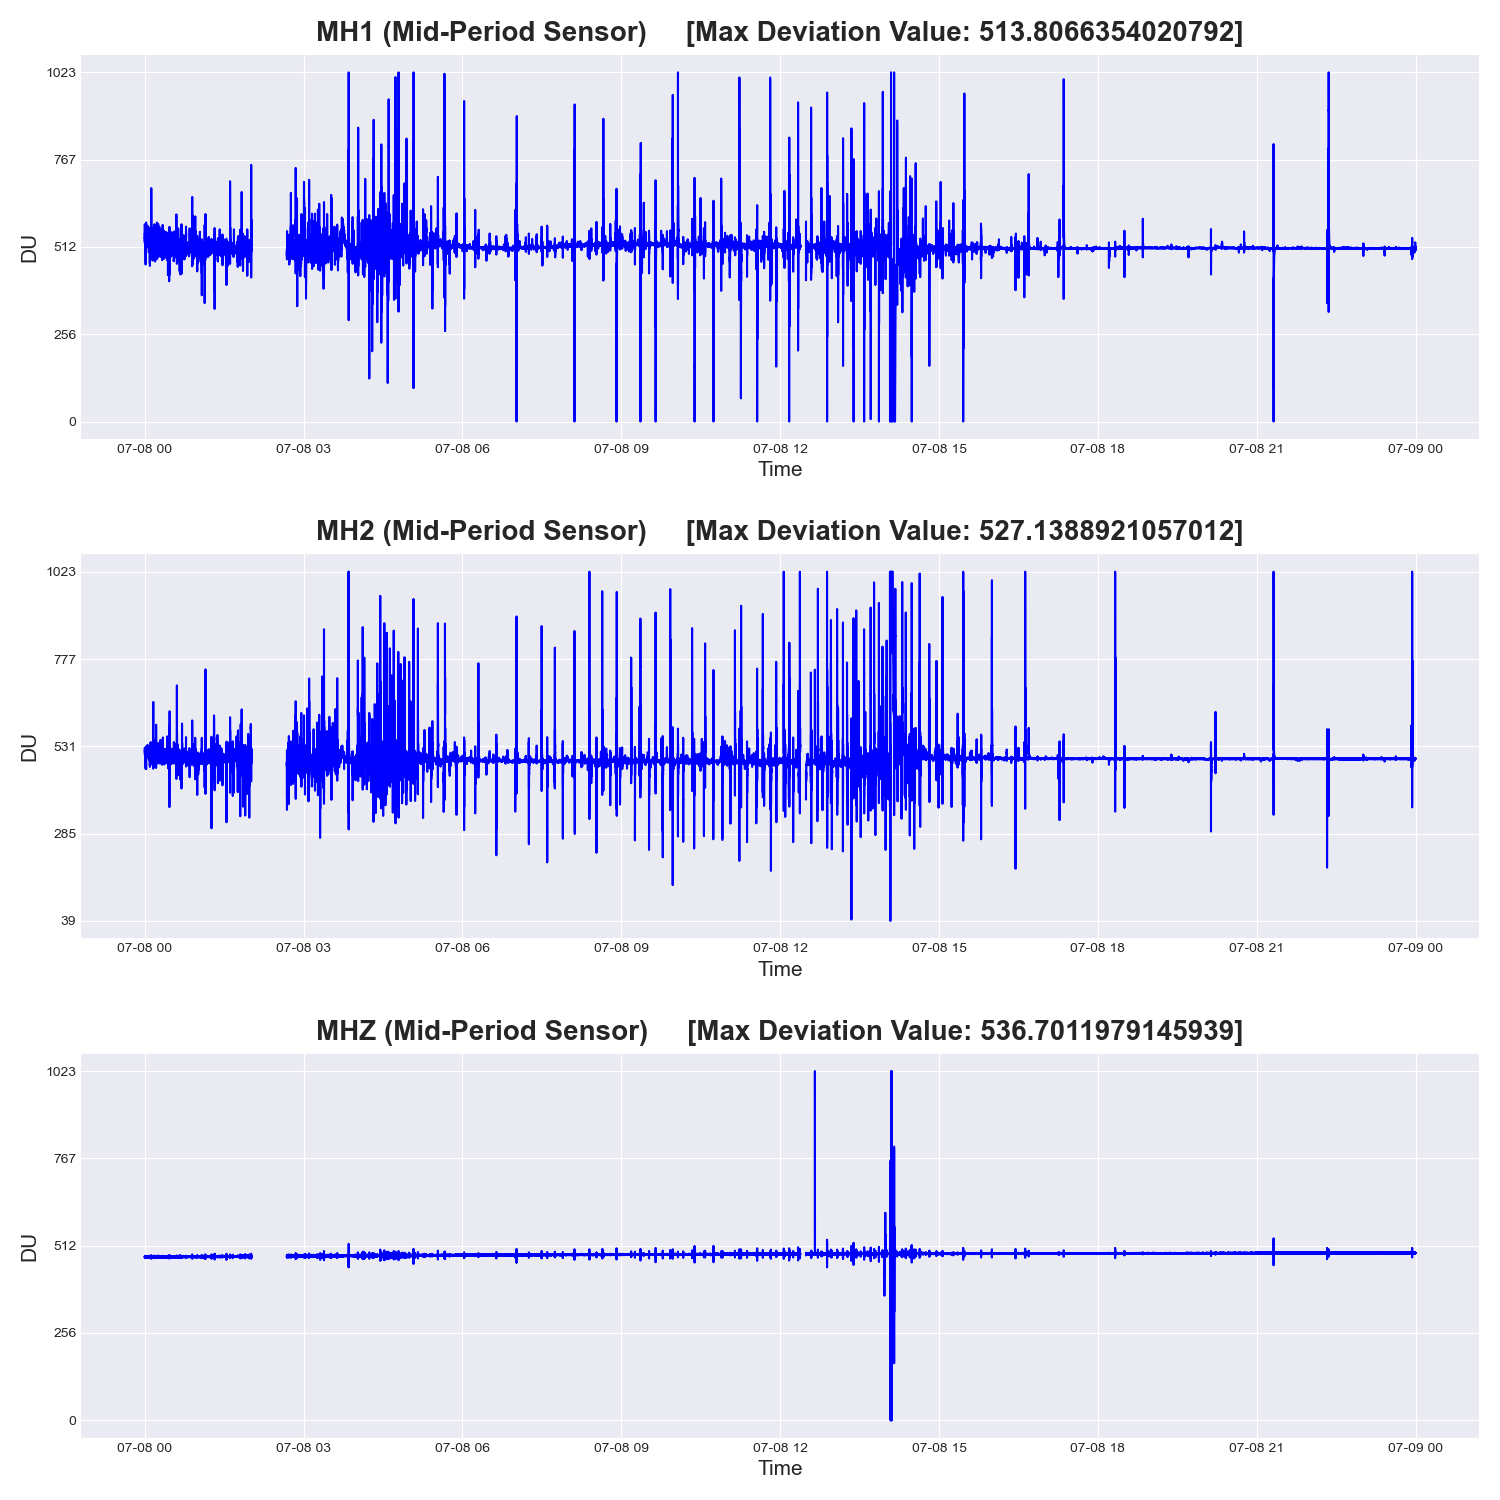 MH1 (Mid-Period Sensor) [Max Deviation Value: 513.8066354020792]
1023
767
512
256
0
DU
07-08 00 07-08 03 07-08 06 07-08 09 07-08 12 07-08 15 07-08 18 07-08 21 07-09 00
Time
MH2 (Mid-Period Sensor) [Max Deviation Value: 527.1388921057012]
1023
777
531
285
39
DU
07-08 00 07-08 03 07-08 06 07-08 09 07-08 12 07-08 15 07-08 18 07-08 21 07-09 00
Time
MHZ (Mid-Period Sensor) [Max Deviation Value: 536.7011979145939]
1023
767
512
256
0
DU
07-08 00 07-08 03 07-08 06 07-08 09 07-08 12 07-08 15 07-08 18 07-08 21 07-09 00
Time